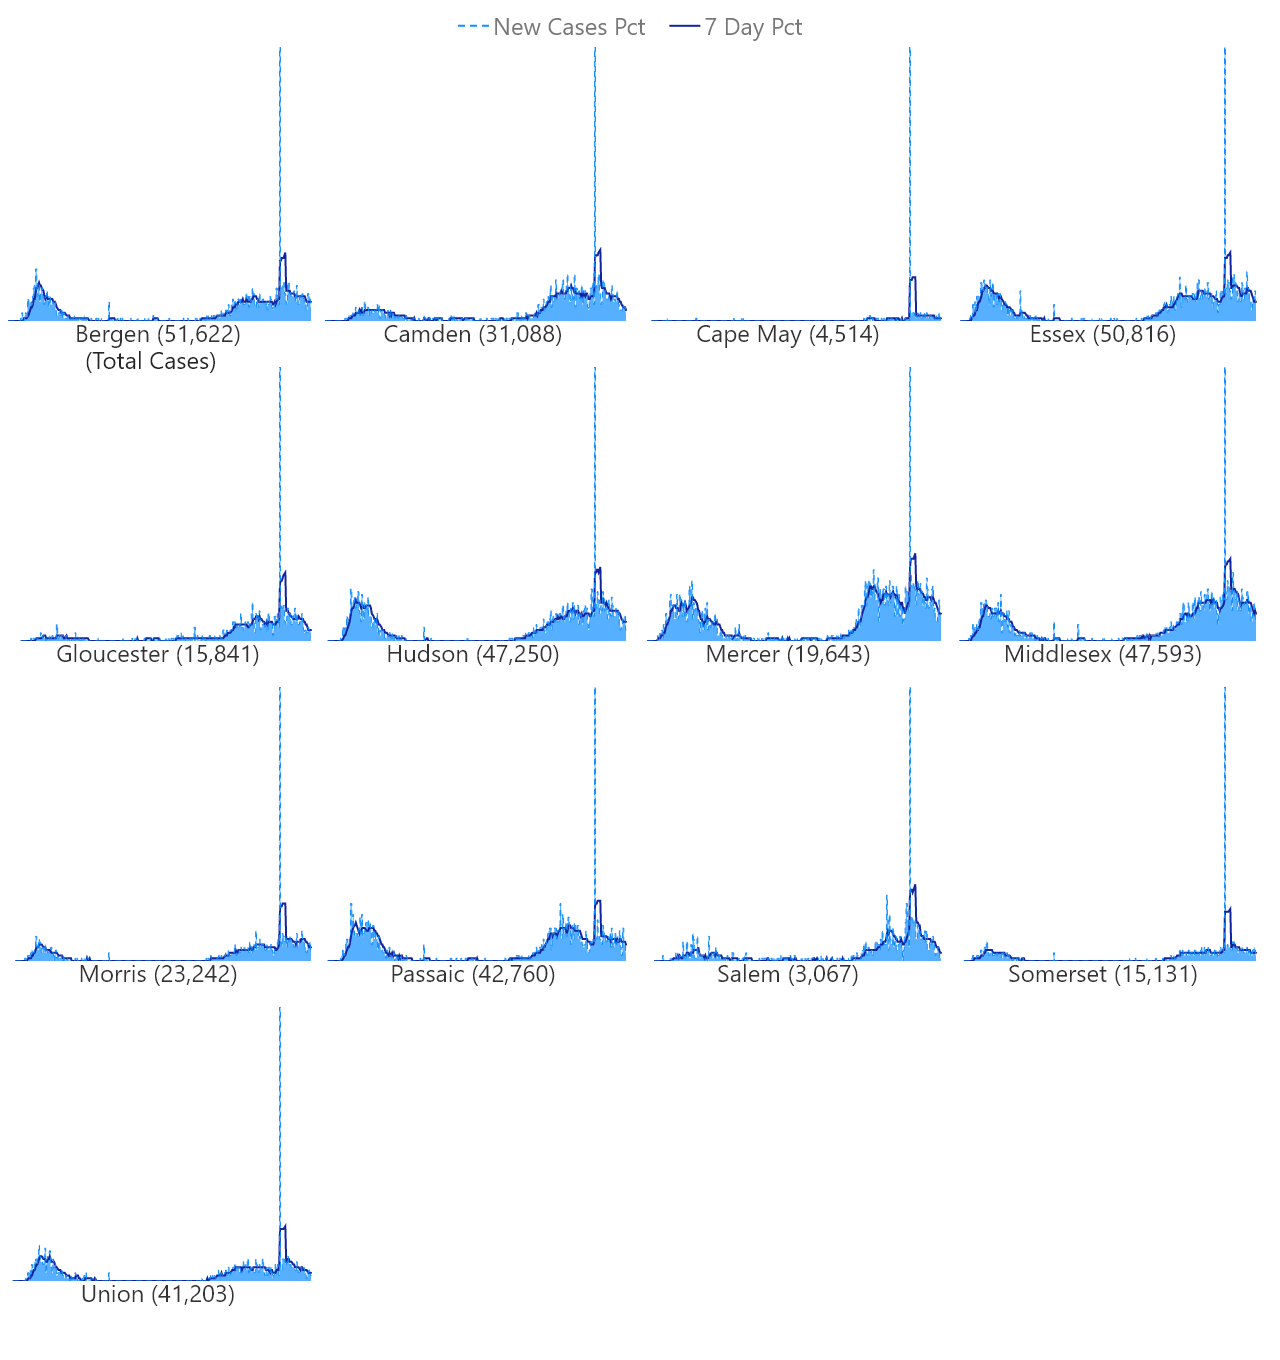 New Cases Pct 7 Day Pct
Bergen (51,622) Camden (31,088) Cape May (4,514) Essex (50,816)
(Total Cases)
Gloucester (15,841) Hudson (47,250) Mercer (19,643) Middlesex (47,593)
Morris (23,242) Passaic (42,760) Salem (3,067) Somerset (15,131)
Union (41,203)